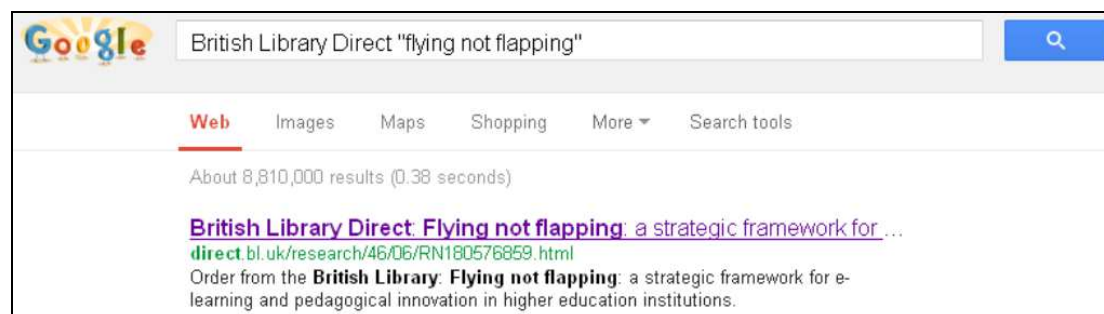 Google
British Library Direct "flying not flapping"
Web Images Maps Shopping More Search tools
About 8,810,000 results (0.38 seconds)
British Library Direct: Flying not flapping: a strategic framework for ...
direct.bl.uk/research/46/06/RN180576859.html
Order from the British Library: Flying not flapping: a strategic framework for e-
learning and pedagogical innovation in higher education institutions.